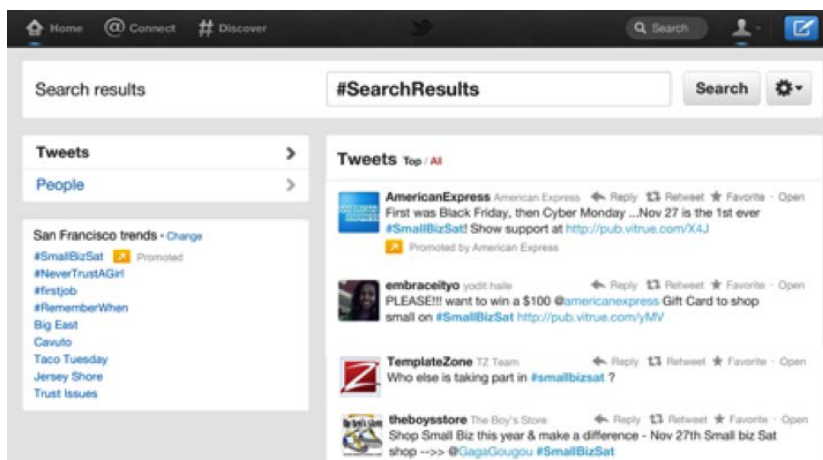 Home @ Connect # Discover Search
Search results #SearchResults Search
Tweets
People
San Francisco trends · Change
#SmallBizSat Promoted
#NeverTrustAGirl
#firstjob
#RememberWhen
Big East
Cavuto
Taco Tuesday
Jersey Shore
Trust Issues
Tweets Top / All
AmericanExpress American Express Reply Retweet Favorite · Open
First was Black Friday, then Cyber Monday ...Nov 27 is the 1st ever
#SmallBizSat! Show support at http://pub.vitrue.com/X4J
Promoted by American Express
embraceityo yodit haile Reply Retweet Favorite · Open
PLEASE!!! want to win a $100 @americanexpress Gift Card to shop
small on #SmallBizSat http://pub.vitrue.com/yMV
TemplateZone TZ Team Reply Retweet Favorite · Open
Who else is taking part in #smallbizsat ?
theboysstore The Boy's Store Reply Retweet Favorite · Open
Shop Small Biz this year & make a difference - Nov 27th Small biz Sat
shop -->> @GagaGougou #SmallBizSat